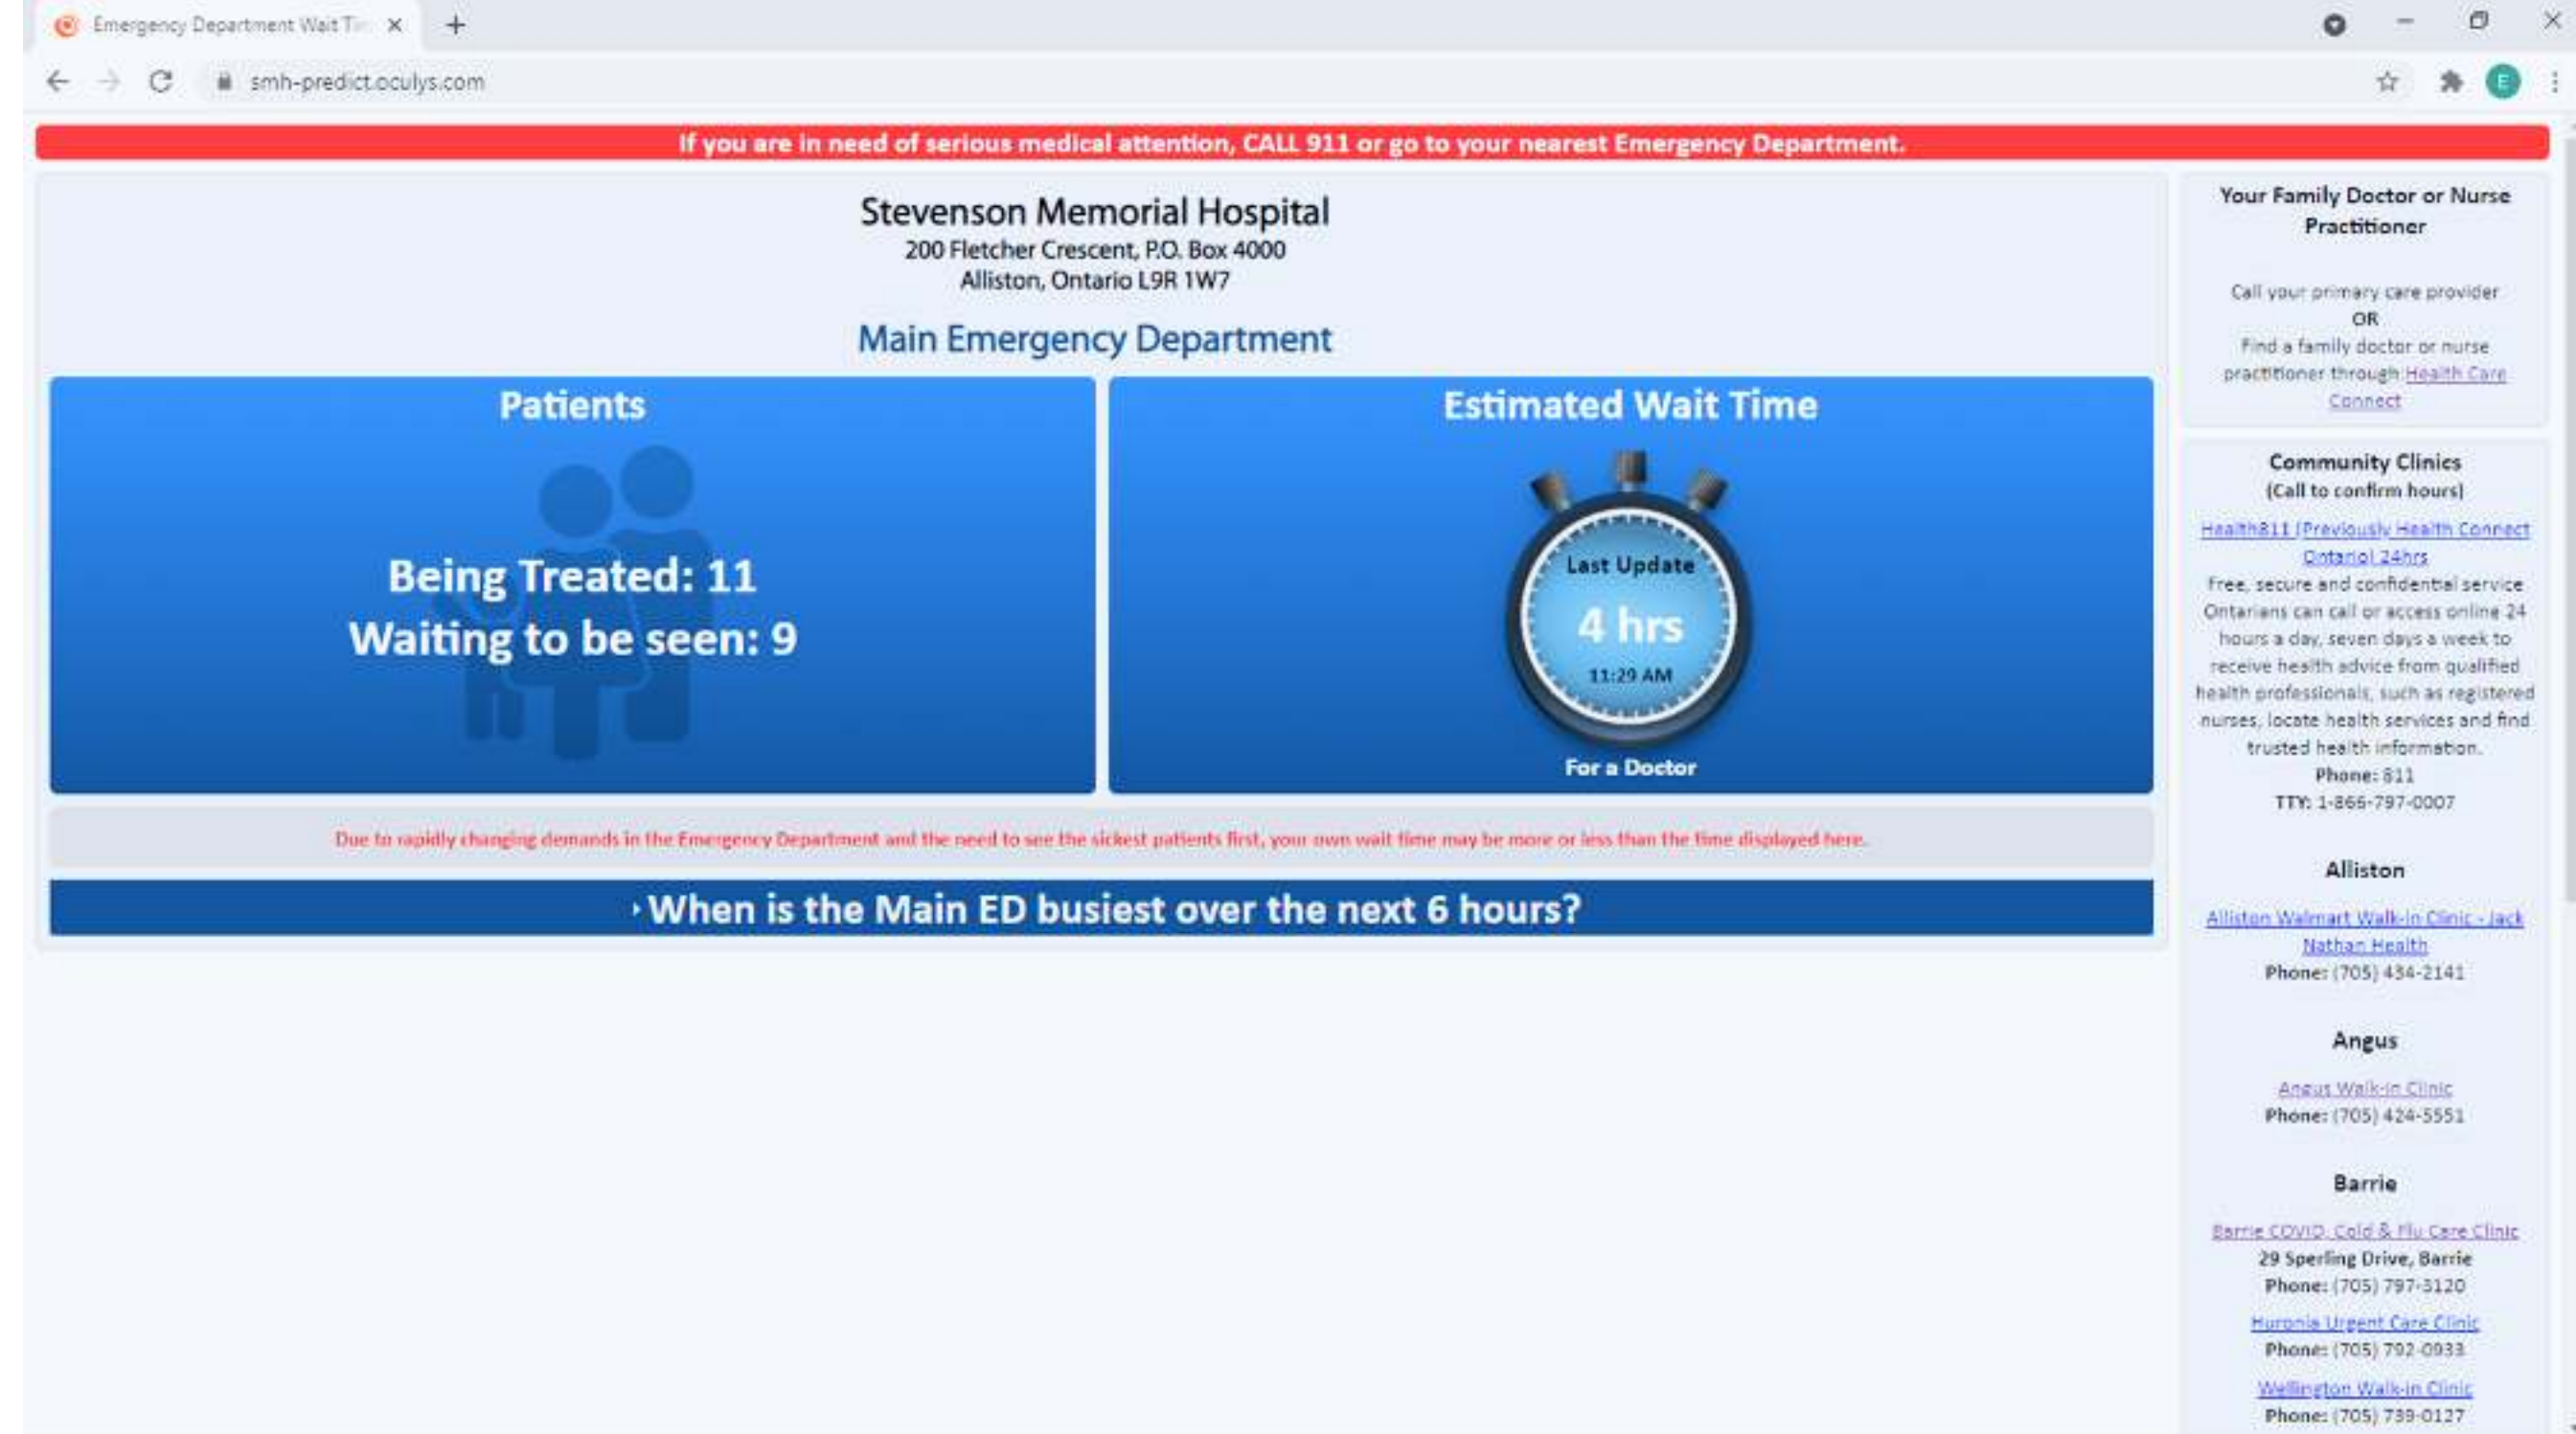 Emergency Department Wait Ti
smh-predict.oculys.com
E
If you are in need of serious medical attention, CALL 911 or go to your nearest Emergency Department.
Stevenson Memorial Hospital
200 Fletcher Crescent, P.O. Box 4000
Alliston, Ontario L9R 1W7
Main Emergency Department
Patients
Being Treated: 11
Waiting to be seen: 9
Estimated Wait Time
Last Update
4 hrs
11:29 AM
For a Doctor
Due to rapidly changing demands in the Emergency Department and the need to see the sickest patients first, your own wait time may be more or less than the time displayed here.
When is the Main ED busiest over the next 6 hours?
Your Family Doctor or Nurse
Practitioner
Call your primary care provider
OR
Find a family doctor or nurse
practitioner through Health Care
Connect
Community Clinics
(Call to confirm hours)
Health811 (Previously Health Connect
Ontario) 24hrs
Free, secure and confidential service
Ontarians can call or access online 24
hours a day, seven days a week to
receive health advice from qualified
health professionals, such as registered
nurses, locate health services and find
trusted health information.
Phone: 811
TTY: 1-866-797-0007
Alliston
Alliston Walmart Walk-in Clinic - Jack
Nathan Health
Phone: (705) 434-2141
Angus
Angus Walk-in Clinic
Phone: (705) 424-5551
Barrie
Barrie COVID, Cold & Flu Care Clinic
29 Sperling Drive, Barrie
Phone: (705) 797-3120
Huronia Urgent Care Clinic
Phone: (705) 792-0933
Wellington Walk-in Clinic
Phone: (705) 739-0127